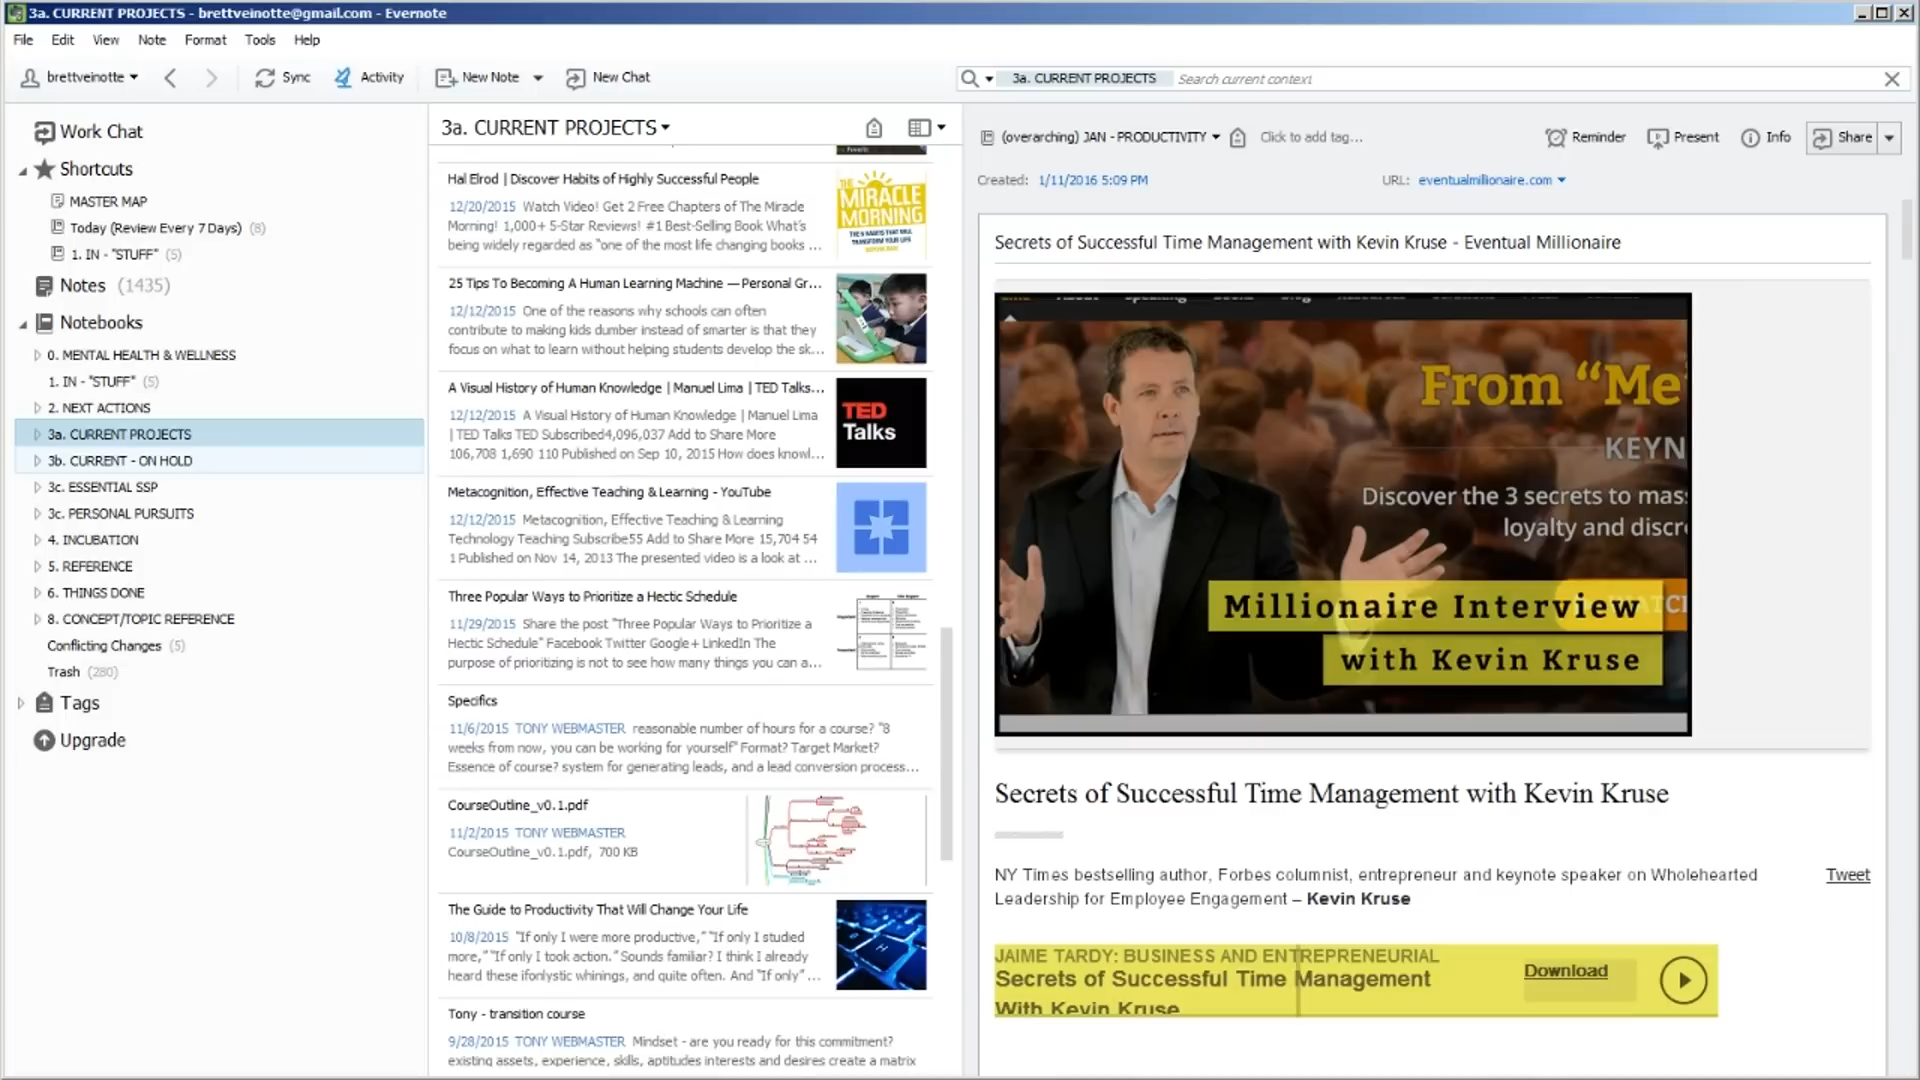 3a. CURRENT PROJECTS - brettveinotte@gmail.com - Evernote
File Edit View Note Format Tools Help
brettveinotte Sync Activity New Note New Chat
3a. CURRENT PROJECTS Search current context
Work Chat
Shortcuts
MASTER MAP
Today (Review Every 7 Days) (8)
1. IN - "STUFF" (5)
Notes (1435)
Notebooks
0. MENTAL HEALTH & WELLNESS
1. IN - "STUFF" (5)
2. NEXT ACTIONS
3a. CURRENT PROJECTS
3b. CURRENT - ON HOLD
3c. ESSENTIAL SSP
3c. PERSONAL PURSUITS
4. INCUBATION
5. REFERENCE
6. THINGS DONE
8. CONCEPT/TOPIC REFERENCE
Conflicting Changes (5)
Trash (280)
Tags
Upgrade
3a. CURRENT PROJECTS
Hal Elrod | Discover Habits of Highly Successful People
12/20/2015 Watch Video! Get 2 Free Chapters of The Miracle
Morning! 1,000+ 5-Star Reviews! #1 Best-Selling Book What's
being widely regarded as "one of the most life changing books ...
THE
MIRACLE
MORNING
25 Tips To Becoming A Human Learning Machine — Personal Gr...
12/12/2015 One of the reasons why schools can often
contribute to making kids dumber instead of smarter is that they
focus on what to learn without helping students develop the sk...
A Visual History of Human Knowledge | Manuel Lima | TED Talks...
12/12/2015 A Visual History of Human Knowledge | Manuel Lima
| TED Talks TED Subscribed4,096,037 Add to Share More
106,708 1,690 110 Published on Sep 10, 2015 How does knowl...
TED
Talks
Metacognition, Effective Teaching & Learning - YouTube
12/12/2015 Metacognition, Effective Teaching & Learning
Technology Teaching Subscribe55 Add to Share More 15,704 54
1 Published on Nov 14, 2013 The presented video is a look at ...
Three Popular Ways to Prioritize a Hectic Schedule
11/29/2015 Share the post "Three Popular Ways to Prioritize a
Hectic Schedule" Facebook Twitter Google+ LinkedIn The
purpose of prioritizing is not to see how many things you can a...
Specifics
11/6/2015 TONY WEBMASTER reasonable number of hours for a course? "8
weeks from now, you can be working for yourself" Format? Target Market?
Essence of course? system for generating leads, and a lead conversion process...
CourseOutline_v0.1.pdf
11/2/2015 TONY WEBMASTER
CourseOutline_v0.1.pdf, 700 KB
The Guide to Productivity That Will Change Your Life
10/8/2015 "If only I were more productive," "If only I studied
more," "If only I took action." Sounds familiar? I think I already
heard these ifonlystic whinings, and quite often. And "If only" ...
Tony - transition course
9/28/2015 TONY WEBMASTER Mindset - are you ready for this commitment?
existing assets, experience, skills, aptitudes interests and desires create a matrix
(overarching) JAN - PRODUCTIVITY Click to add tag... Reminder Present Info Share
Created: 1/11/2016 5:09 PM URL: eventualmillionaire.com
Secrets of Successful Time Management with Kevin Kruse - Eventual Millionaire
From "Me
KEYN
Discover the 3 secrets to mas
loyalty and discr
Millionaire Interview
with Kevin Kruse
Secrets of Successful Time Management with Kevin Kruse
NY Times bestselling author, Forbes columnist, entrepreneur and keynote speaker on Wholehearted
Leadership for Employee Engagement – Kevin Kruse
Tweet
JAIME TARDY: BUSINESS AND ENTREPRENEURIAL
Secrets of Successful Time Management
With Kevin Kruse
Download